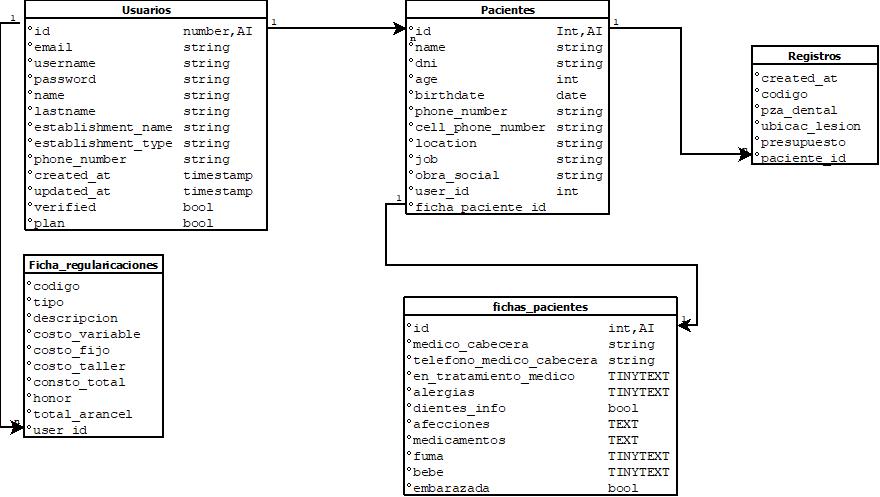 Usuarios
id number,AI
email string
username string
password string
name string
lastname string
establishment_name string
establishment_type string
phone_number string
created_at timestamp
updated_at timestamp
verified bool
plan bool
1
1
n
Pacientes
id Int,AI
name string
dni string
age int
birthdate date
phone_number string
cell_phone_number string
location string
job string
obra_social string
user_id int
ficha_paciente_id
1
1
Registros
created_at
codigo
pza_dental
ubicac_lesion
presupuesto
paciente_id
n
Ficha_regularicaciones
codigo
tipo
descripcion
costo_variable
costo_fijo
costo_taller
consto_total
honor
total_arancel
user_id
n
fichas_pacientes
id int,AI
medico_cabecera string
telefono_medico_cabecera string
en_tratamiento_medico TINYTEXT
alergias TINYTEXT
dientes_info bool
afecciones TEXT
medicamentos TEXT
fuma TINYTEXT
bebe TINYTEXT
embarazada bool
1